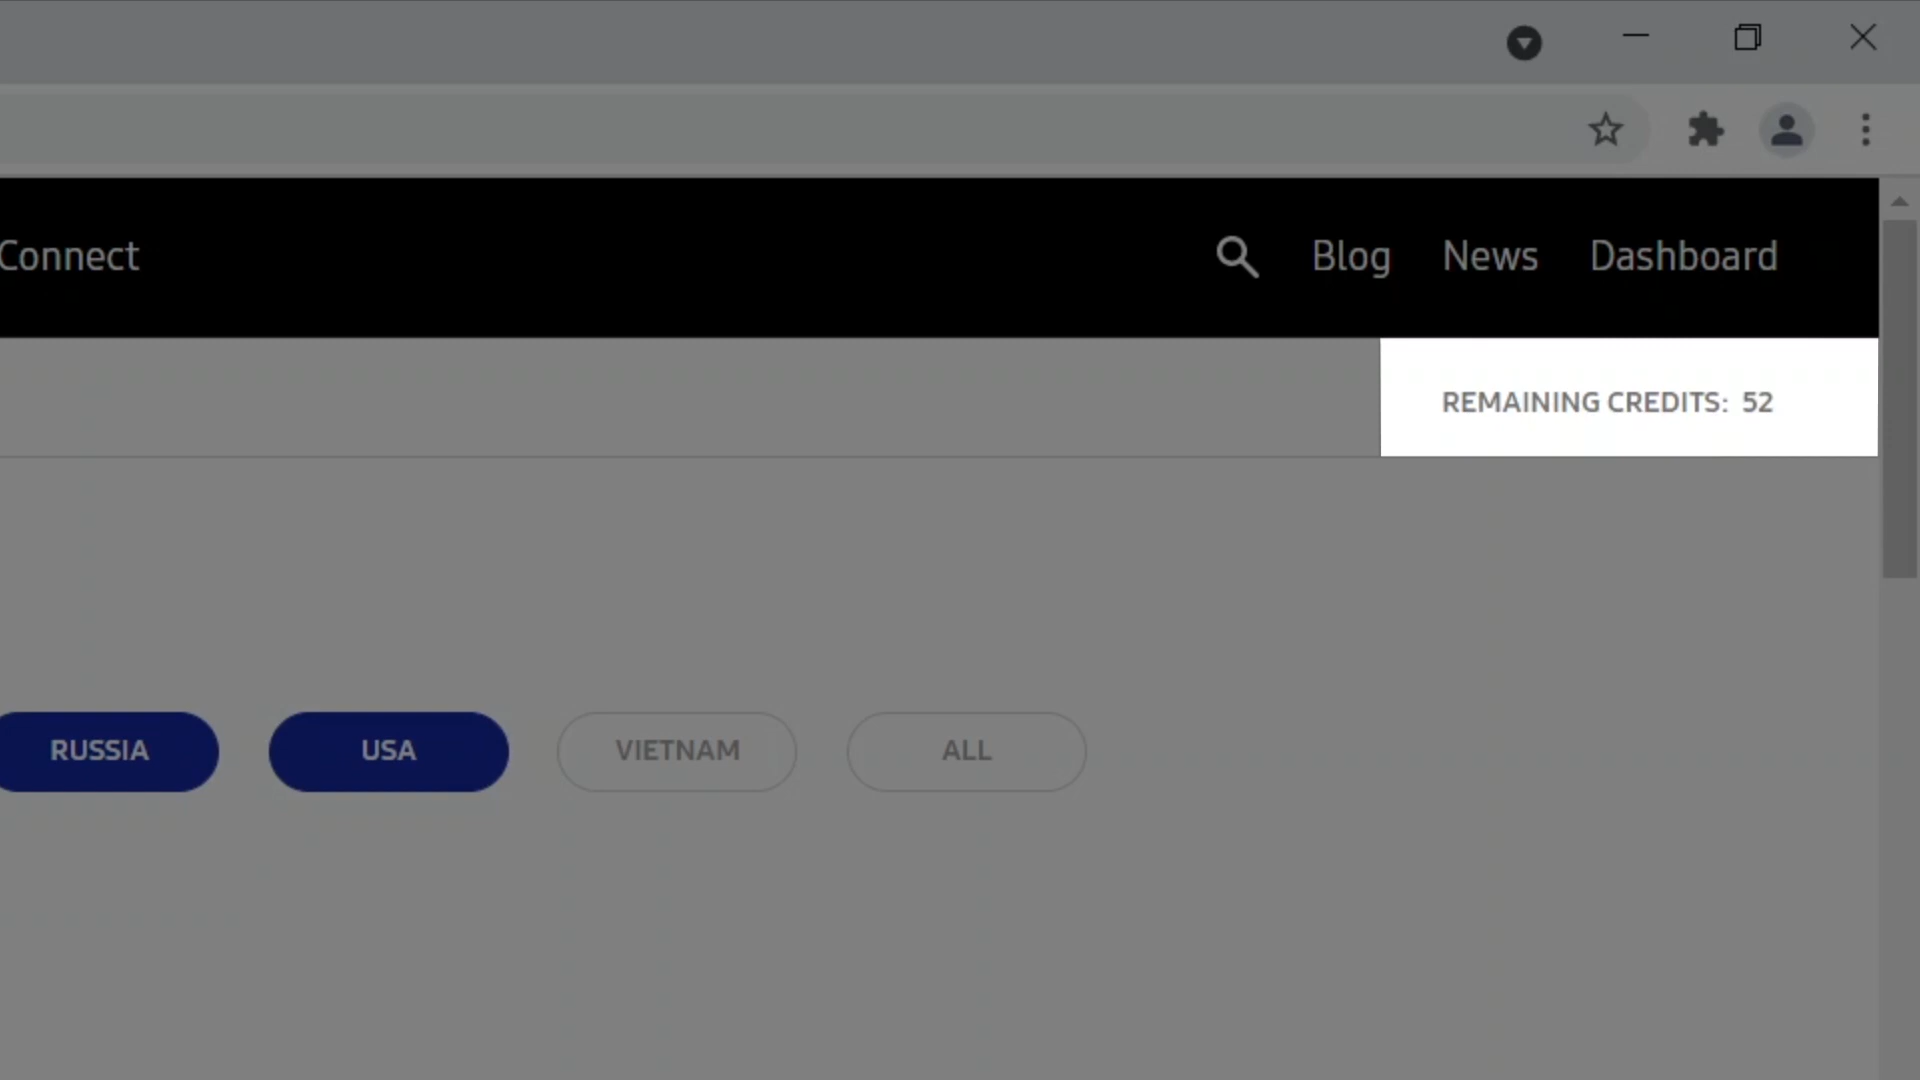 Connect
Blog News Dashboard
REMAINING CREDITS: 52
RUSSIA USA VIETNAM ALL